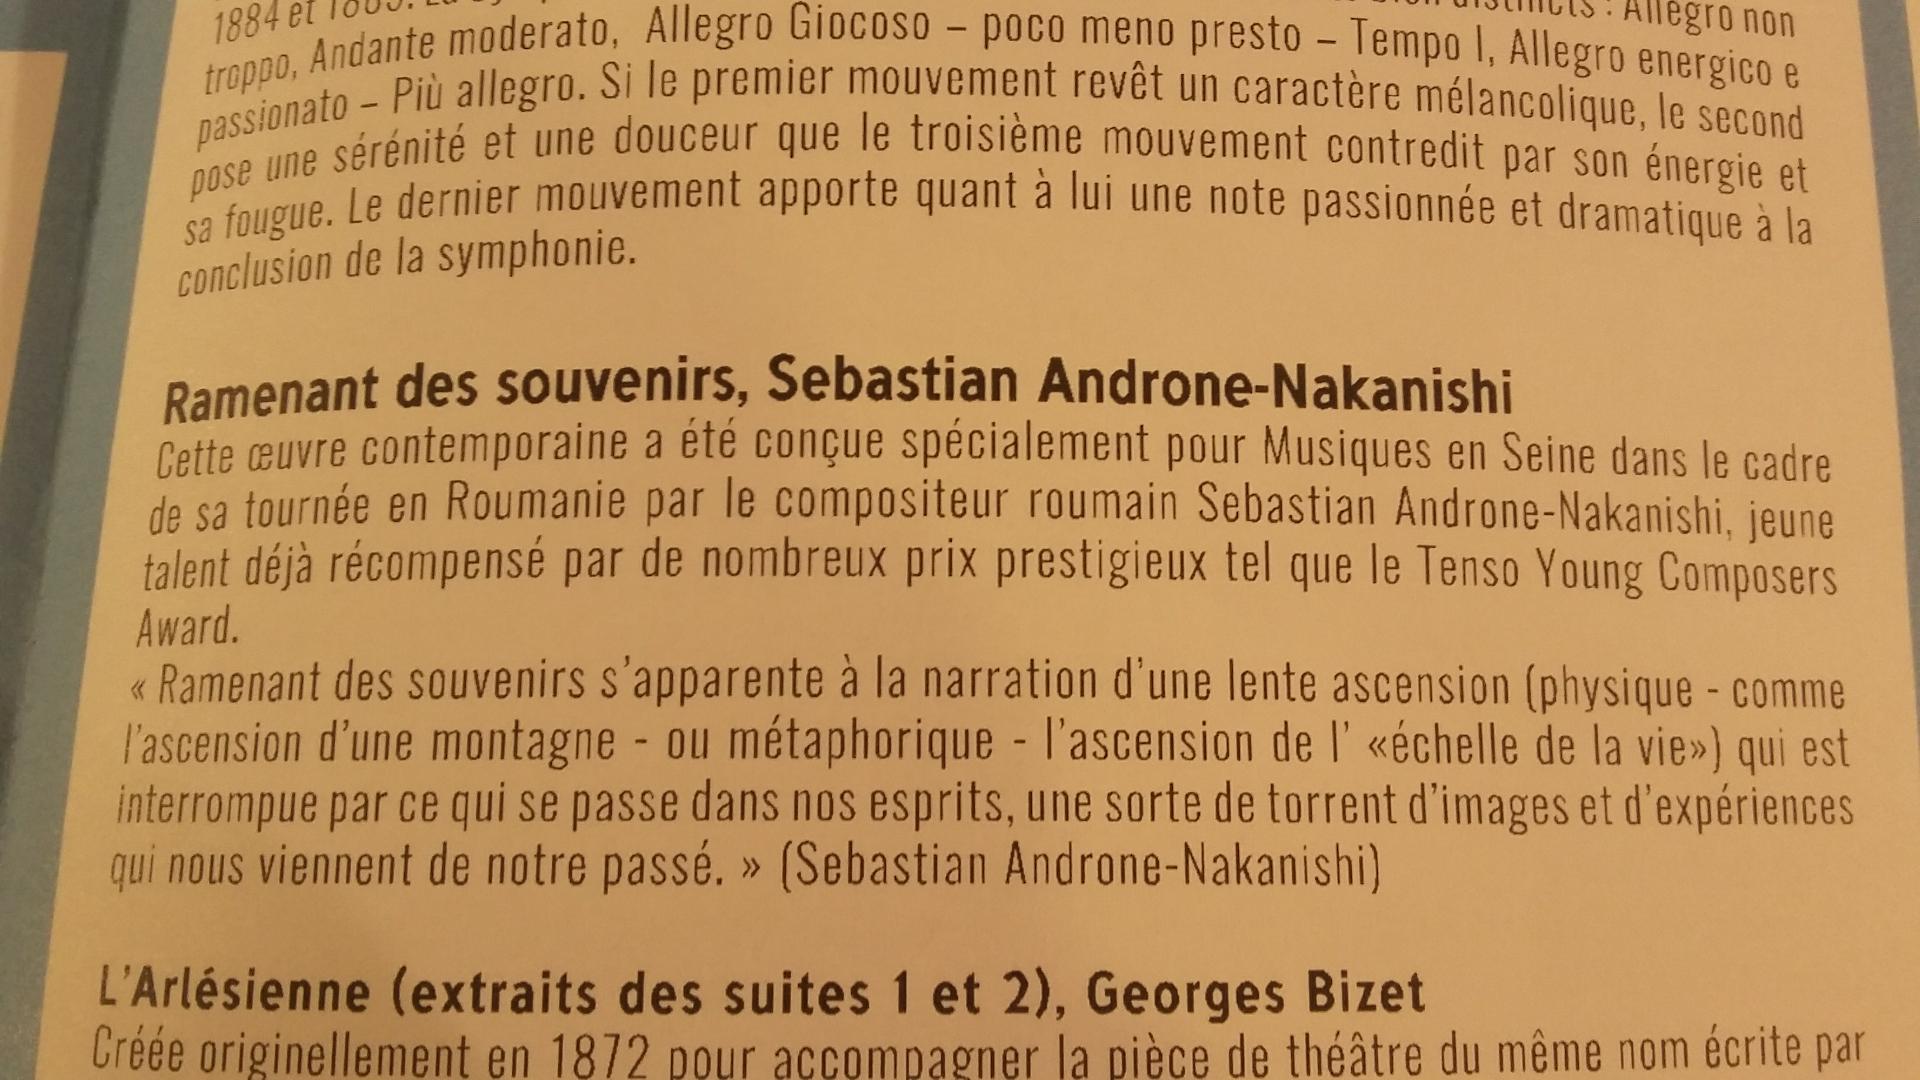 1884 et
distincts : Allegro non
troppo, Andante moderato, Allegro Giocoso – poco meno presto – Tempo I, Allegro energico e
passionato – Più allegro. Si le premier mouvement revêt un caractère mélancolique, le second
pose une sérénité et une douceur que le troisième mouvement contredit par son énergie et
sa fougue. Le dernier mouvement apporte quant à lui une note passionnée et dramatique à la
conclusion de la symphonie.
Ramenant des souvenirs, Sebastian Androne-Nakanishi
Cette œuvre contemporaine a été conçue spécialement pour Musiques en Seine dans le cadre
de sa tournée en Roumanie par le compositeur roumain Sebastian Androne-Nakanishi, jeune
talent déjà récompensé par de nombreux prix prestigieux tel que le Tenso Young Composers
Award.
« Ramenant des souvenirs s'apparente à la narration d'une lente ascension (physique - comme
l'ascension d'une montagne - ou métaphorique - l'ascension de l' «échelle de la vie») qui est
interrompue par ce qui se passe dans nos esprits, une sorte de torrent d'images et d'expériences
qui nous viennent de notre passé. » (Sebastian Androne-Nakanishi)
L'Arlésienne (extraits des suites 1 et 2), Georges Bizet
Créée originellement en 1872 pour accompagner la pièce de théâtre du même nom écrite par